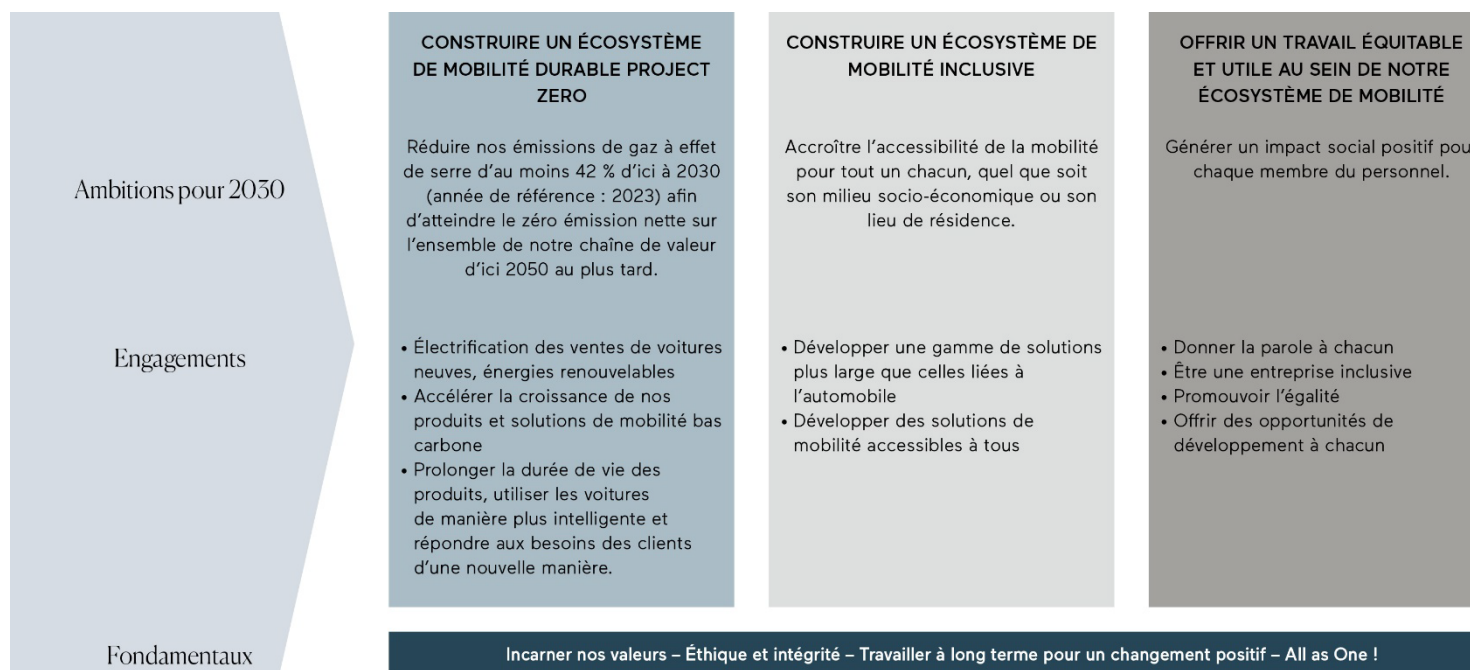 Ambitions pour 2030
Engagements
Fondamentaux
CONSTRUIRE UN ÉCOSYSTÈME
DE MOBILITÉ DURABLE PROJECT
ZERO
Réduire nos émissions de gaz à effet
de serre d'au moins 42 % d'ici à 2030
(année de référence : 2023) afin
d'atteindre le zéro émission nette sur
l'ensemble de notre chaîne de valeur
d'ici 2050 au plus tard.
• Électrification des ventes de voitures
neuves, énergies renouvelables
• Accélérer la croissance de nos
produits et solutions de mobilité bas
carbone
• Prolonger la durée de vie des
produits, utiliser les voitures
de manière plus intelligente et
répondre aux besoins des clients
d'une nouvelle manière.
CONSTRUIRE UN ÉCOSYSTÈME DE
MOBILITÉ INCLUSIVE
Accroître l'accessibilité de la mobilité
pour tout un chacun, quel que soit
son milieu socio-économique ou son
lieu de résidence.
• Développer une gamme de solutions
plus large que celles liées à
l'automobile
• Développer des solutions de
mobilité accessibles à tous
OFFRIR UN TRAVAIL ÉQUITABLE
ET UTILE AU SEIN DE NOTRE
ÉCOSYSTÈME DE MOBILITÉ
Générer un impact social positif pou
chaque membre du personnel.
• Donner la parole à chacun
• Être une entreprise inclusive
• Promouvoir l'égalité
• Offrir des opportunités de
développement à chacun
Incarner nos valeurs – Éthique et intégrité – Travailler à long terme pour un changement positif – All as One !